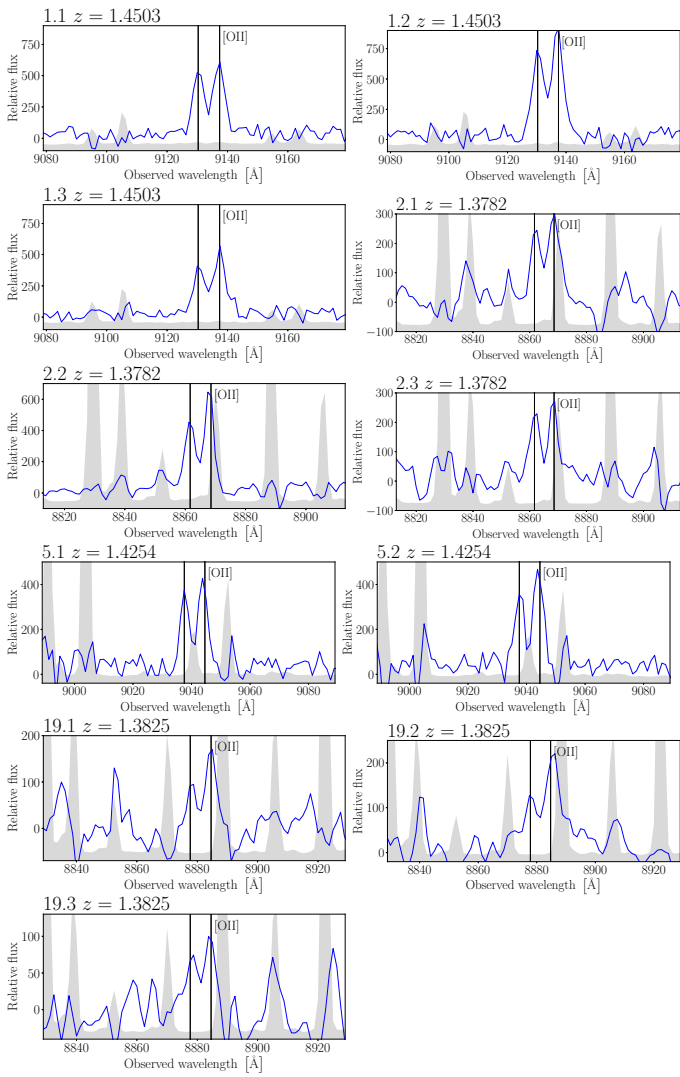 1.1 z = 1.4503
[OII]
Relative flux
750
500
250
0
9080 9100 9120 9140 9160
Observed wavelength [Å]
1.2 z = 1.4503
[OII]
Relative flux
750
500
250
0
9080 9100 9120 9140 9160
Observed wavelength [Å]
1.3 z = 1.4503
[OII]
Relative flux
750
500
250
0
9080 9100 9120 9140 9160
Observed wavelength [Å]
2.1 z = 1.3782
[OII]
Relative flux
300
200
100
0
−100
8820 8840 8860 8880 8900
Observed wavelength [Å]
2.2 z = 1.3782
[OII]
Relative flux
600
400
200
0
8820 8840 8860 8880 8900
Observed wavelength [Å]
2.3 z = 1.3782
[OII]
Relative flux
300
200
100
0
−100
8820 8840 8860 8880 8900
Observed wavelength [Å]
5.1 z = 1.4254
[OII]
Relative flux
400
200
0
9000 9020 9040 9060 9080
Observed wavelength [Å]
5.2 z = 1.4254
[OII]
Relative flux
400
200
0
9000 9020 9040 9060 9080
Observed wavelength [Å]
19.1 z = 1.3825
[OII]
Relative flux
200
100
0
8840 8860 8880 8900 8920
Observed wavelength [Å]
19.2 z = 1.3825
[OII]
Relative flux
200
100
0
8840 8860 8880 8900 8920
Observed wavelength [Å]
19.3 z = 1.3825
[OII]
Relative flux
100
50
0
8840 8860 8880 8900 8920
Observed wavelength [Å]